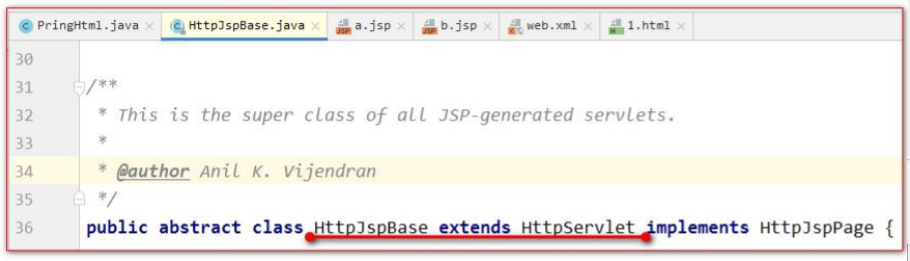 PringHtml.java HttpJspBase.java a.jsp b.jsp web.xml 1.html
30
31 /**
32 * This is the super class of all JSP-generated servlets.
33 *
34 * @author Anil K. Vijendran
35 */
36 public abstract class HttpJspBase extends HttpServlet implements HttpJspPage {